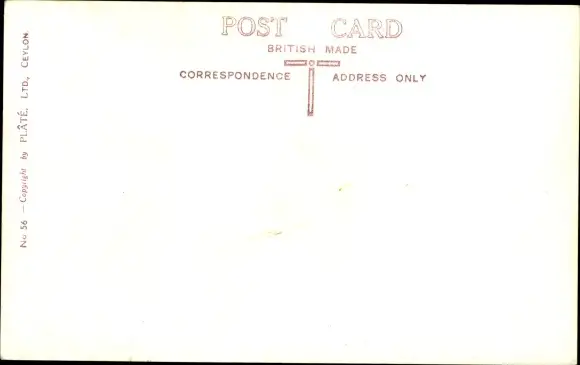 POST CARD
BRITISH MADE
CORRESPONDENCE ADDRESS ONLY
No 56 — Copyright by PLÂTÉ, LTD., CEYLON.